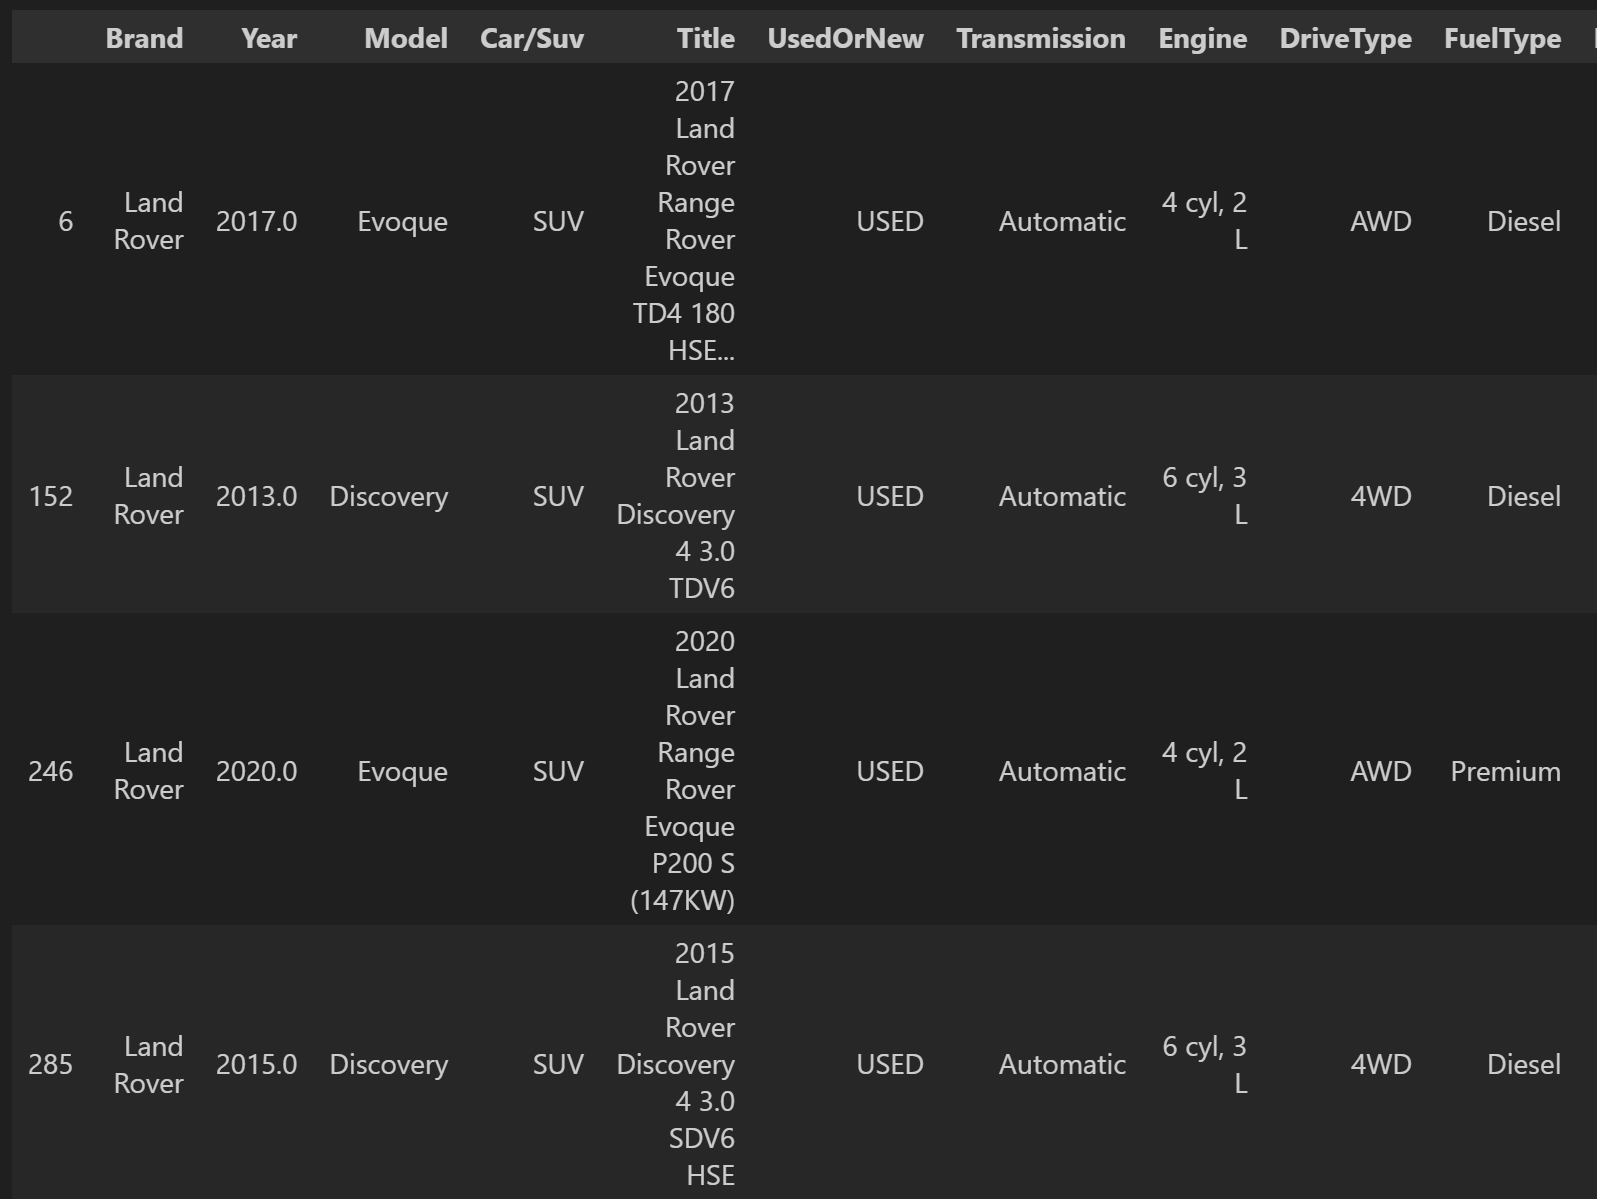 Brand Year Model Car/Suv Title UsedOrNew Transmission Engine DriveType FuelType
2017
Land
Rover
Land Range 4 cyl, 2
6 2017.0 Evoque SUV USED Automatic AWD Diesel
Rover Rover L
Evoque
TD4 180
HSE...
2013
Land
Land Rover 6 cyl, 3
152 2013.0 Discovery SUV USED Automatic 4WD Diesel
Rover Discovery L
4 3.0
TDV6
2020
Land
Rover
Land Range 4 cyl, 2
246 2020.0 Evoque SUV USED Automatic AWD Premium
Rover Rover L
Evoque
P200 S
(147KW)
2015
Land
Rover
Land 6 cyl, 3
285 2015.0 Discovery SUV Discovery USED Automatic 4WD Diesel
Rover L
4 3.0
SDV6
HSE